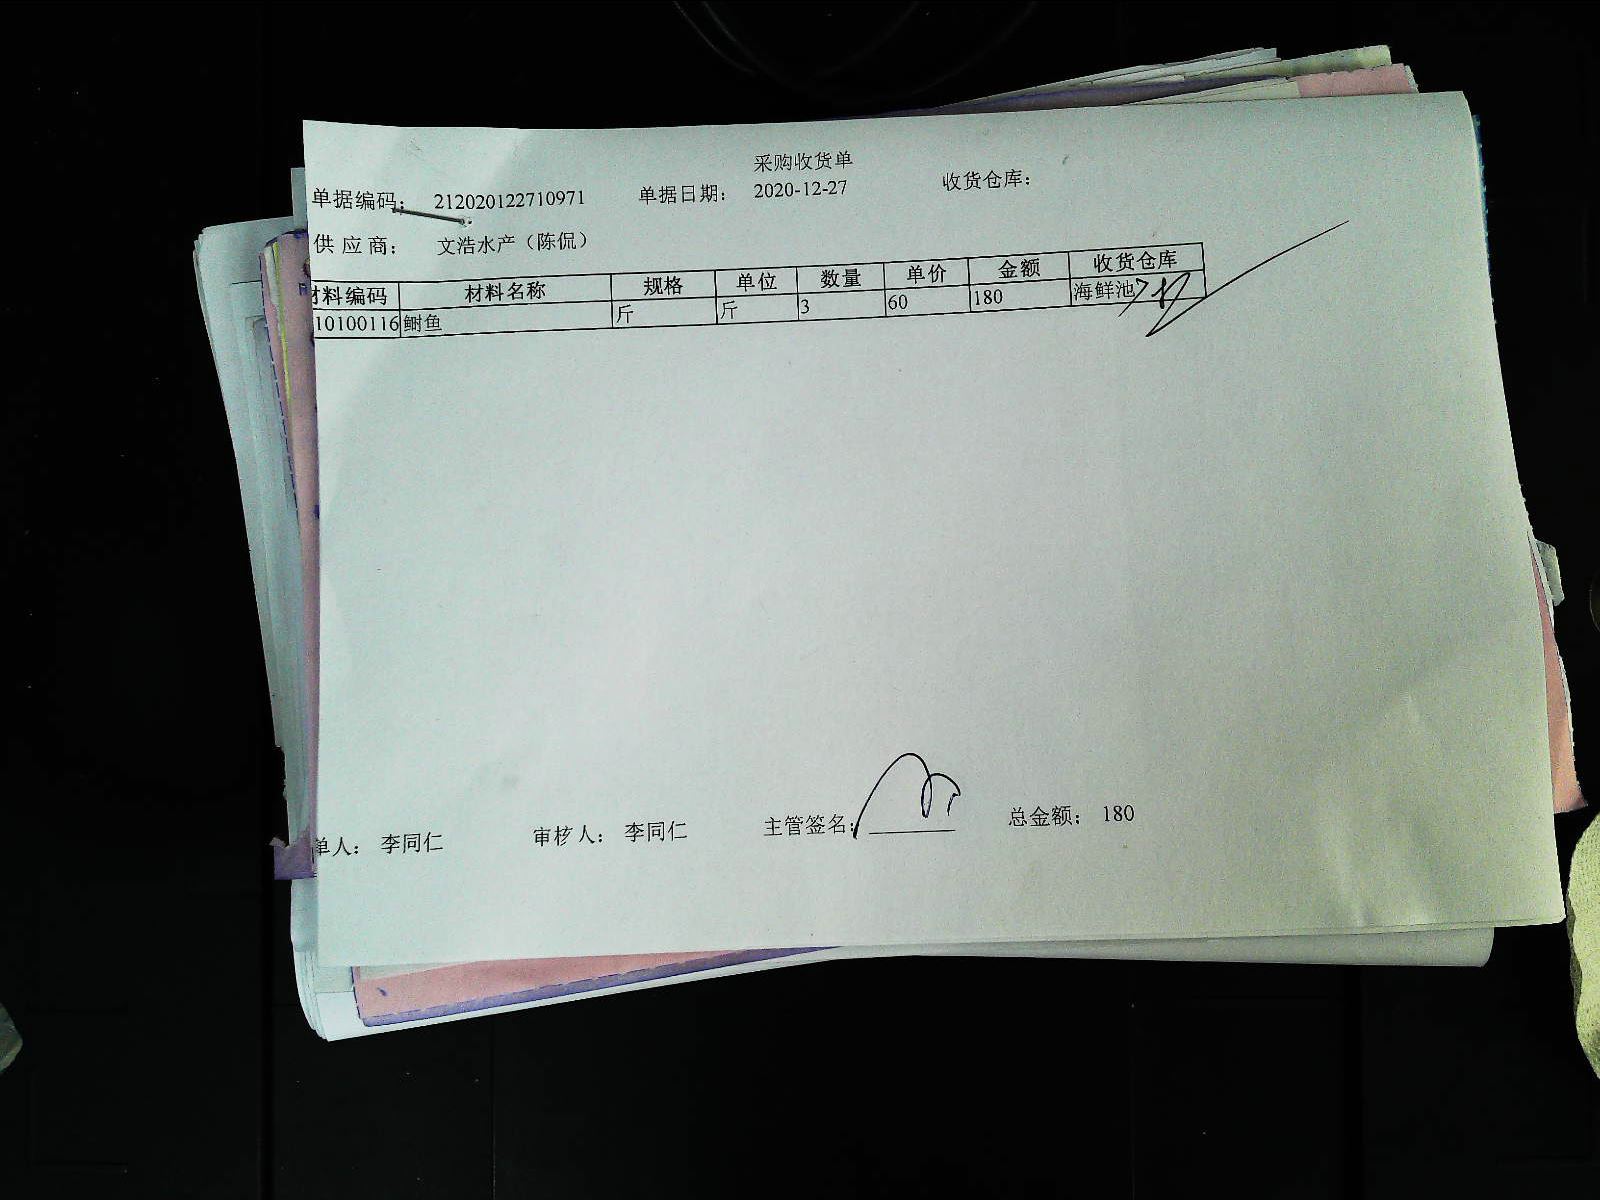 采购收货单
单据编码： 212020122710971 单据日期： 2020-12-27 收货仓库：
供 应 商： 文浩水产（陈侃）
材料编码 材料名称 规格 单位 数量 单价 金额 收货仓库
10100116 鲥鱼 斤 斤 3 60 180 海鲜池
单人： 李同仁 审核人： 李同仁 主管签名： 总金额： 180